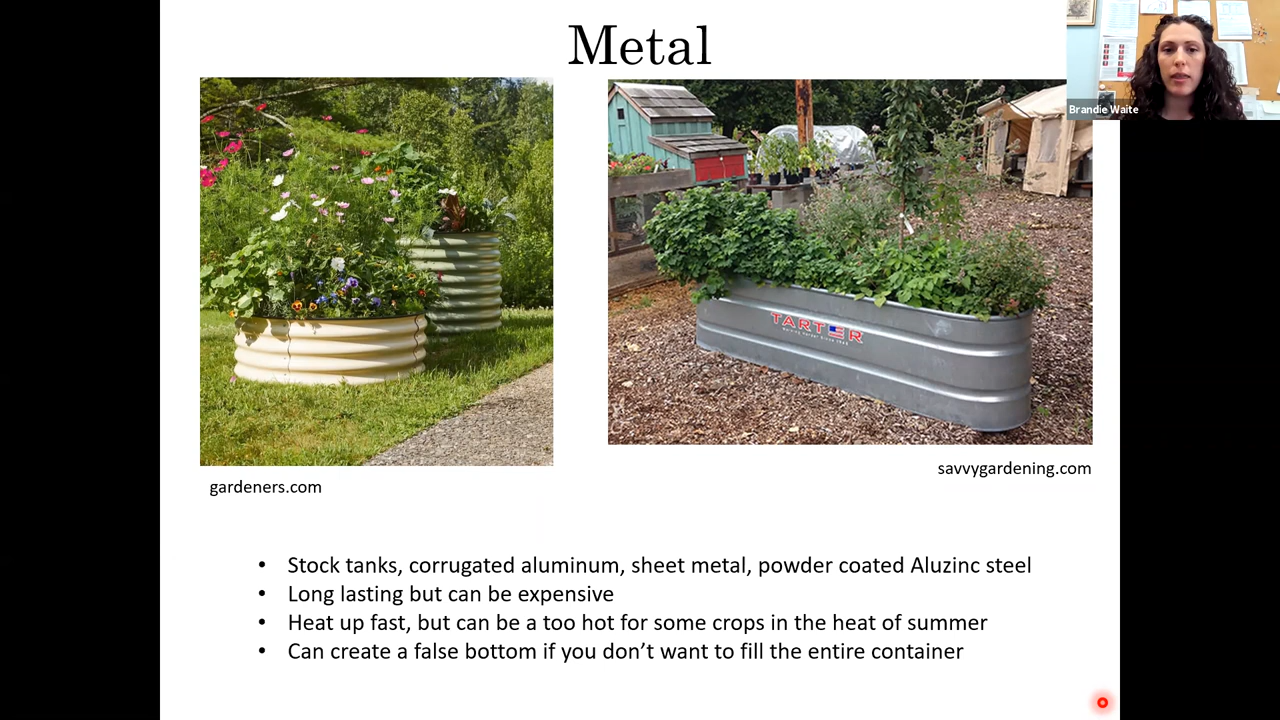 Metal
Brandie Waite
TARTER
gardeners.com
savvygardening.com
• Stock tanks, corrugated aluminum, sheet metal, powder coated Aluzinc steel
• Long lasting but can be expensive
• Heat up fast, but can be a too hot for some crops in the heat of summer
• Can create a false bottom if you don’t want to fill the entire container